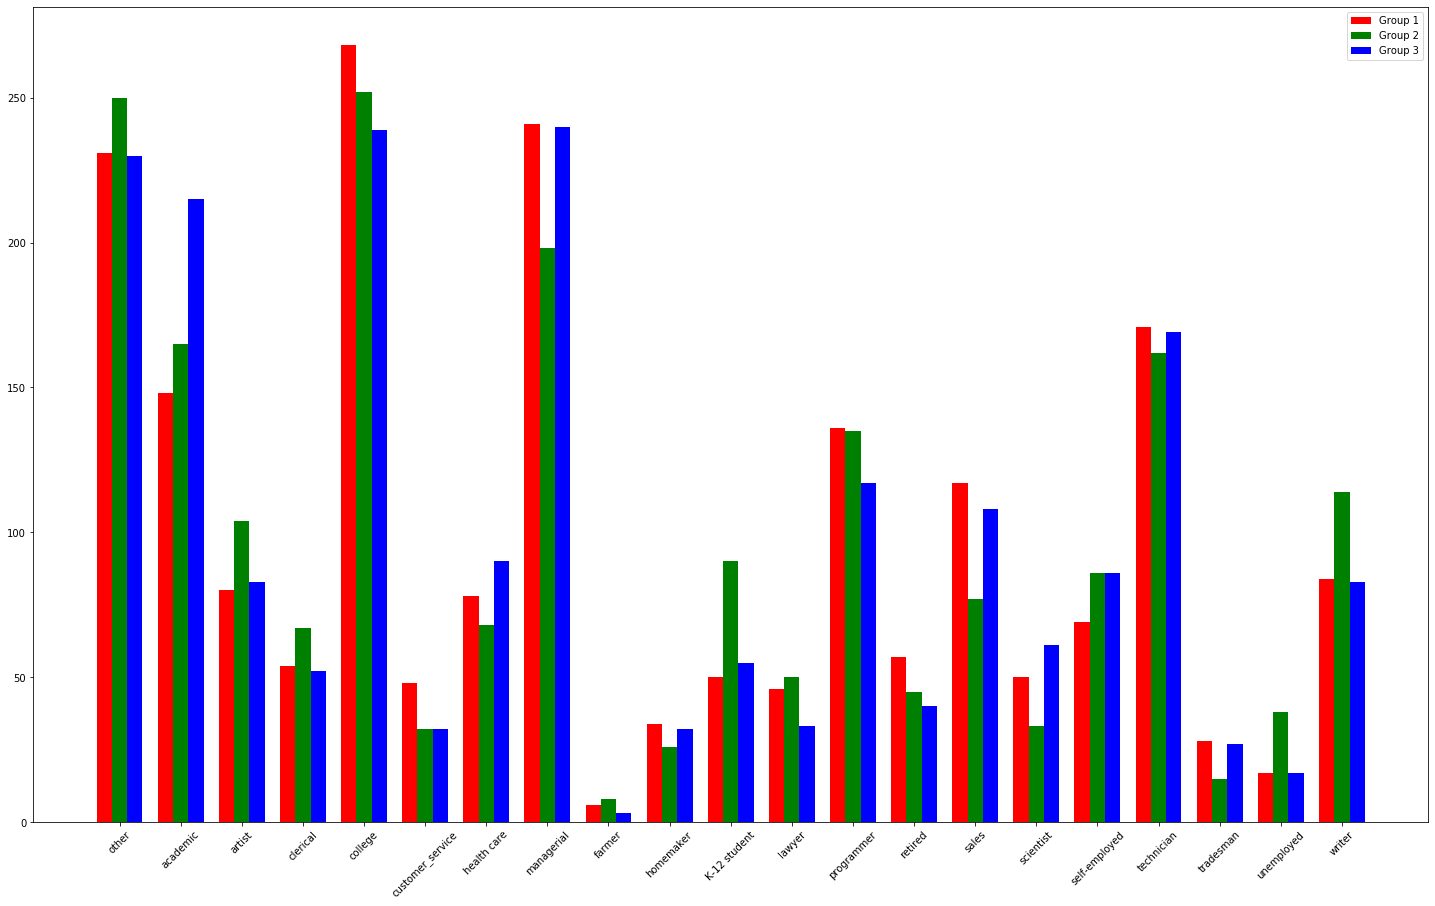 Group 1
Group 2
Group 3
250
200
150
100
50
0
other
academic
artist
clerical
college
customer_service
health care
managerial
farmer
homemaker
K-12 student
lawyer
programmer
retired
sales
scientist
self-employed
technician
tradesman
unemployed
writer